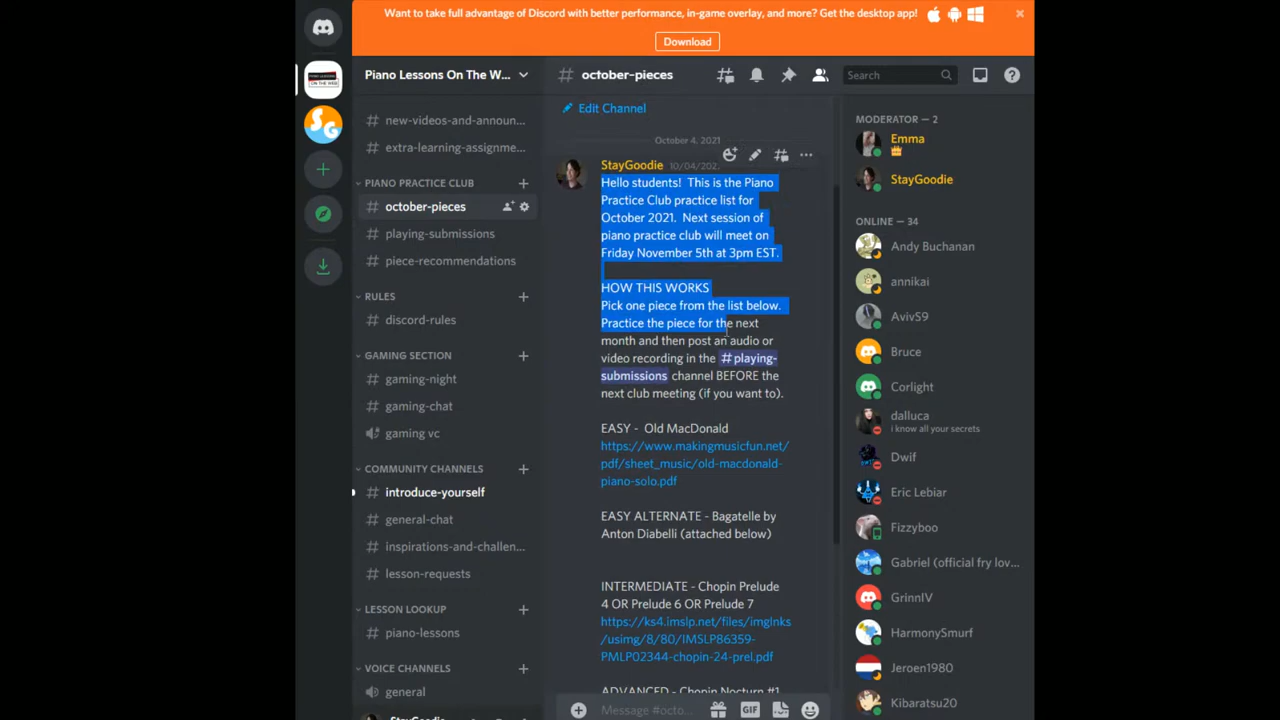 Want to take full advantage of Discord with better performance, in-game overlay, and more? Get the desktop app!
Download
Piano Lessons On The W...
# new-videos-and-announ...
# extra-learning-assignme...
PIANO PRACTICE CLUB
# october-pieces
# playing-submissions
# piece-recommendations
RULES
# discord-rules
GAMING SECTION
# gaming-night
# gaming-chat
gaming vc
COMMUNITY CHANNELS
# introduce-yourself
# general-chat
# inspirations-and-challen...
# lesson-requests
LESSON LOOKUP
# piano-lessons
VOICE CHANNELS
general
StayGoodie
# october-pieces
Search
Edit Channel
October 4, 2021
StayGoodie 10/04/202
Hello students! This is the Piano
Practice Club practice list for
October 2021. Next session of
piano practice club will meet on
Friday November 5th at 3pm EST.
HOW THIS WORKS
Pick one piece from the list below.
Practice the piece for the next
month and then post an audio or
video recording in the # playing-
submissions channel BEFORE the
next club meeting (if you want to).
EASY - Old MacDonald
https://www.makingmusicfun.net/
pdf/sheet_music/old-macdonald-
piano-solo.pdf
EASY ALTERNATE - Bagatelle by
Anton Diabelli (attached below)
INTERMEDIATE - Chopin Prelude
4 OR Prelude 6 OR Prelude 7
https://ks4.imslp.net/files/imglnks
/usimg/8/80/IMSLP86359-
PMLP02344-chopin-24-prel.pdf
ADVANCED - Chopin Nocturn #1
Message #octo...
GIF
MODERATOR — 2
Emma
StayGoodie
ONLINE — 34
Andy Buchanan
annikai
AvivS9
Bruce
Corlight
dalluca
i know all your secrets
Dwif
Eric Lebiar
Fizzyboo
Gabriel (official fry lov...
GrinnIV
HarmonySmurf
Jeroen1980
Kibaratsu20